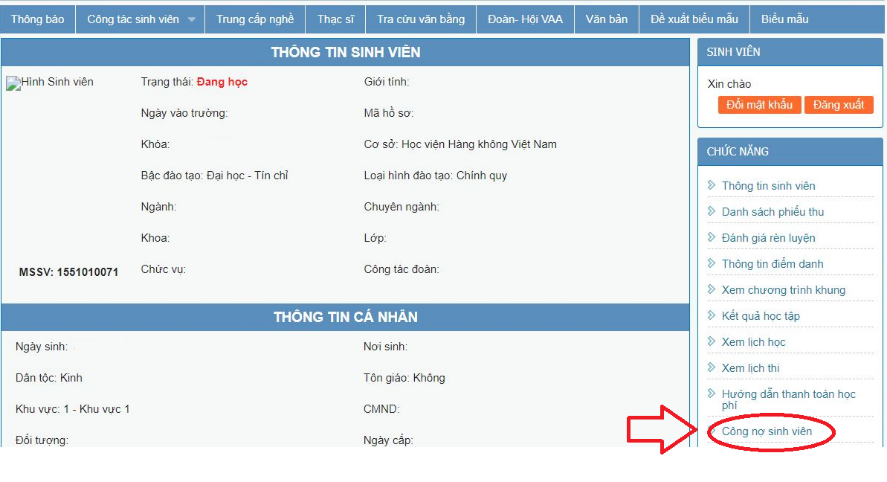 Thông báo Công tác sinh viên Trung cấp nghề Thạc sĩ Tra cứu văn bằng Đoàn- Hội VAA Văn bản Đề xuất biểu mẫu Biểu mẫu
THÔNG TIN SINH VIÊN
Hình Sinh viên
Trạng thái: Đang học
Giới tính:
Ngày vào trường:
Mã hồ sơ:
Khóa:
Cơ sở: Học viện Hàng không Việt Nam
Bậc đào tạo: Đại học - Tín chỉ
Loại hình đào tạo: Chính quy
Ngành:
Chuyên ngành:
Khoa:
Lớp:
MSSV: 1551010071
Chức vụ:
Công tác đoàn:
THÔNG TIN CÁ NHÂN
Ngày sinh:
Nơi sinh:
Dân tộc: Kinh
Tôn giáo: Không
Khu vực: 1 - Khu vực 1
CMND:
Đối tượng:
Ngày cấp:
SINH VIÊN
Xin chào
Đổi mật khẩu Đăng xuất
CHỨC NĂNG
Thông tin sinh viên
Danh sách phiếu thu
Đánh giá rèn luyện
Thông tin điểm danh
Xem chương trình khung
Kết quả học tập
Xem lịch học
Xem lịch thi
Hướng dẫn thanh toán học
phí
Công nợ sinh viên